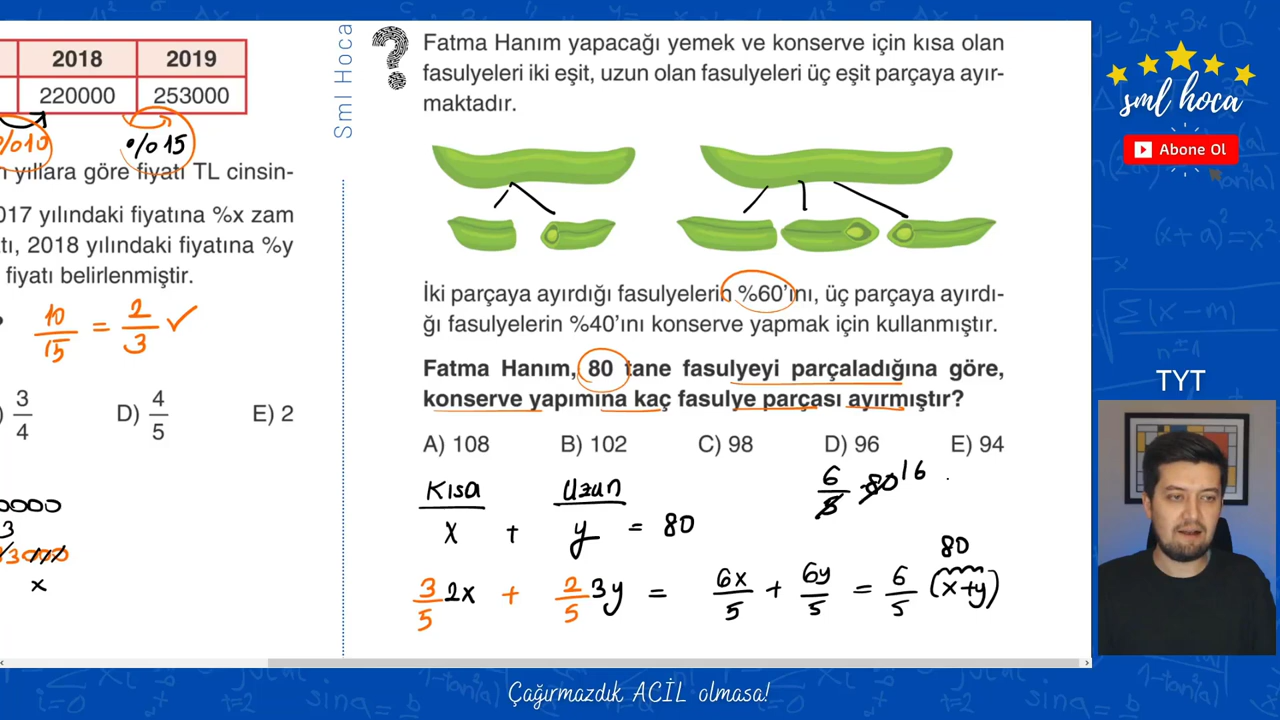 2018 2019
220000 253000
%10 %15
n yıllara göre fiyatı TL cinsin-
017 yılındaki fiyatına %x zam
atı, 2018 yılındaki fiyatına %y
fiyatı belirlenmiştir.
10/15 = 2/3
3/4 D) 4/5 E) 2
0000
3
x
Sml Hoca
?
Fatma Hanım yapacağı yemek ve konserve için kısa olan
fasulyeleri iki eşit, uzun olan fasulyeleri üç eşit parçaya ayır-
maktadır.
İki parçaya ayırdığı fasulyelerin %60'ını, üç parçaya ayırdı-
ğı fasulyelerin %40'ını konserve yapmak için kullanmıştır.
Fatma Hanım, 80 tane fasulyeyi parçaladığına göre,
konserve yapımına kaç fasulye parçası ayırmıştır?
A) 108 B) 102 C) 98 D) 96 E) 94
Kısa Uzun
x + y = 80
6/5 · 80 16
80
3/5 2x + 2/5 3y = 6x/5 + 6y/5 = 6/5 (x+y)
sml hoca
Abone Ol
(x+a)²=x²
TYT
Çağırmazdık ACİL olmasa!